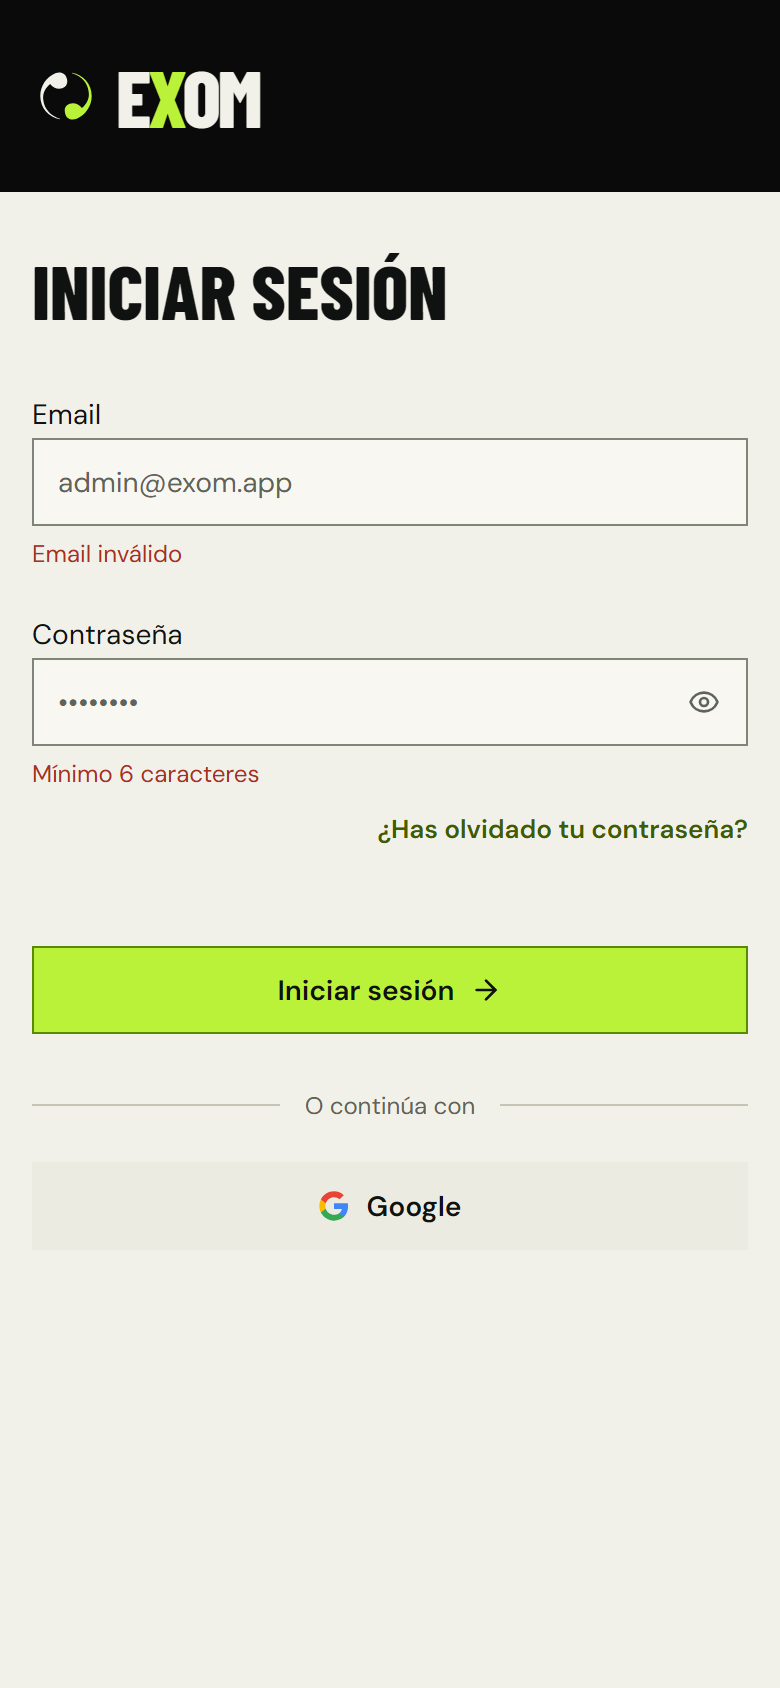 EXOM
INICIAR SESIÓN
Email
admin@exom.app
Email inválido
Contraseña
••••••••
Mínimo 6 caracteres
¿Has olvidado tu contraseña?
Iniciar sesión →
O continúa con
Google